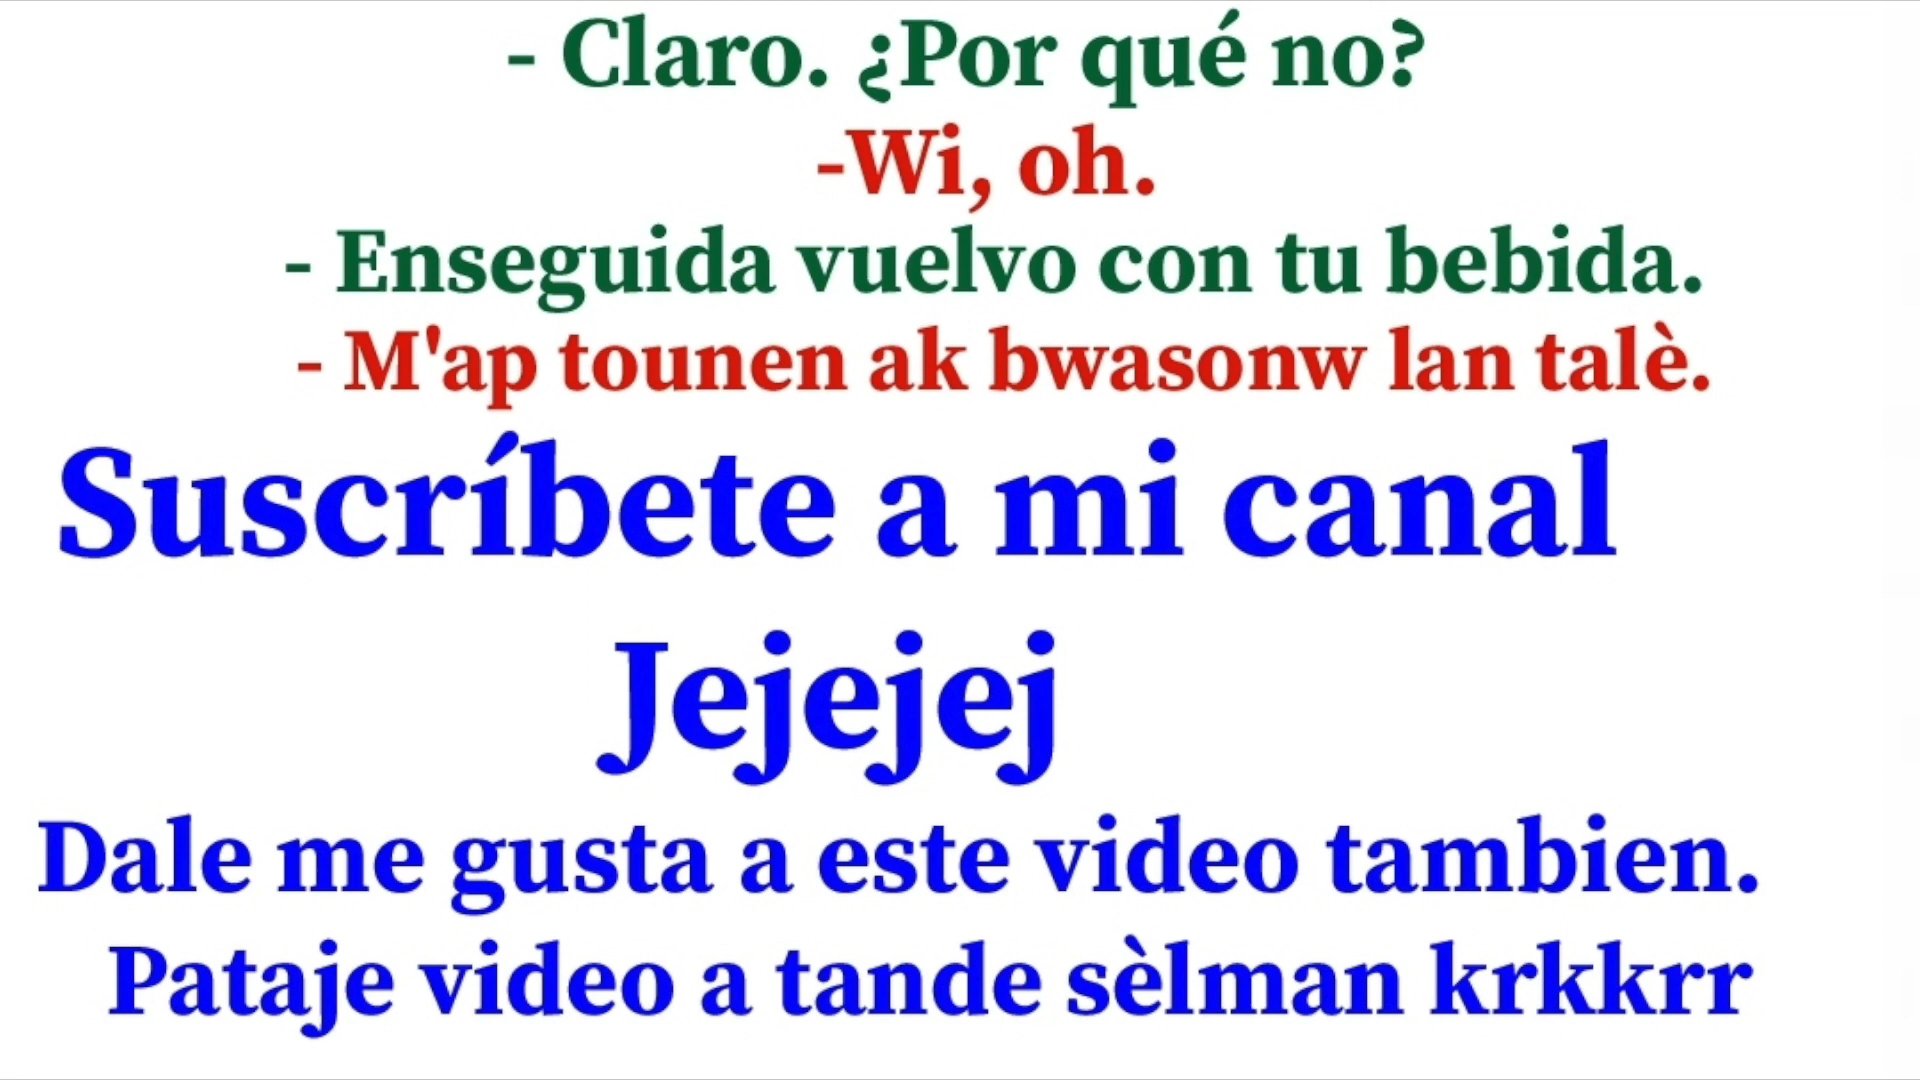 - Claro. ¿Por qué no?
-Wi, oh.
- Enseguida vuelvo con tu bebida.
- M'ap tounen ak bwasonw lan talè.
Suscríbete a mi canal
Jejejej
Dale me gusta a este video tambien.
Pataje video a tande sèlman krkkrr